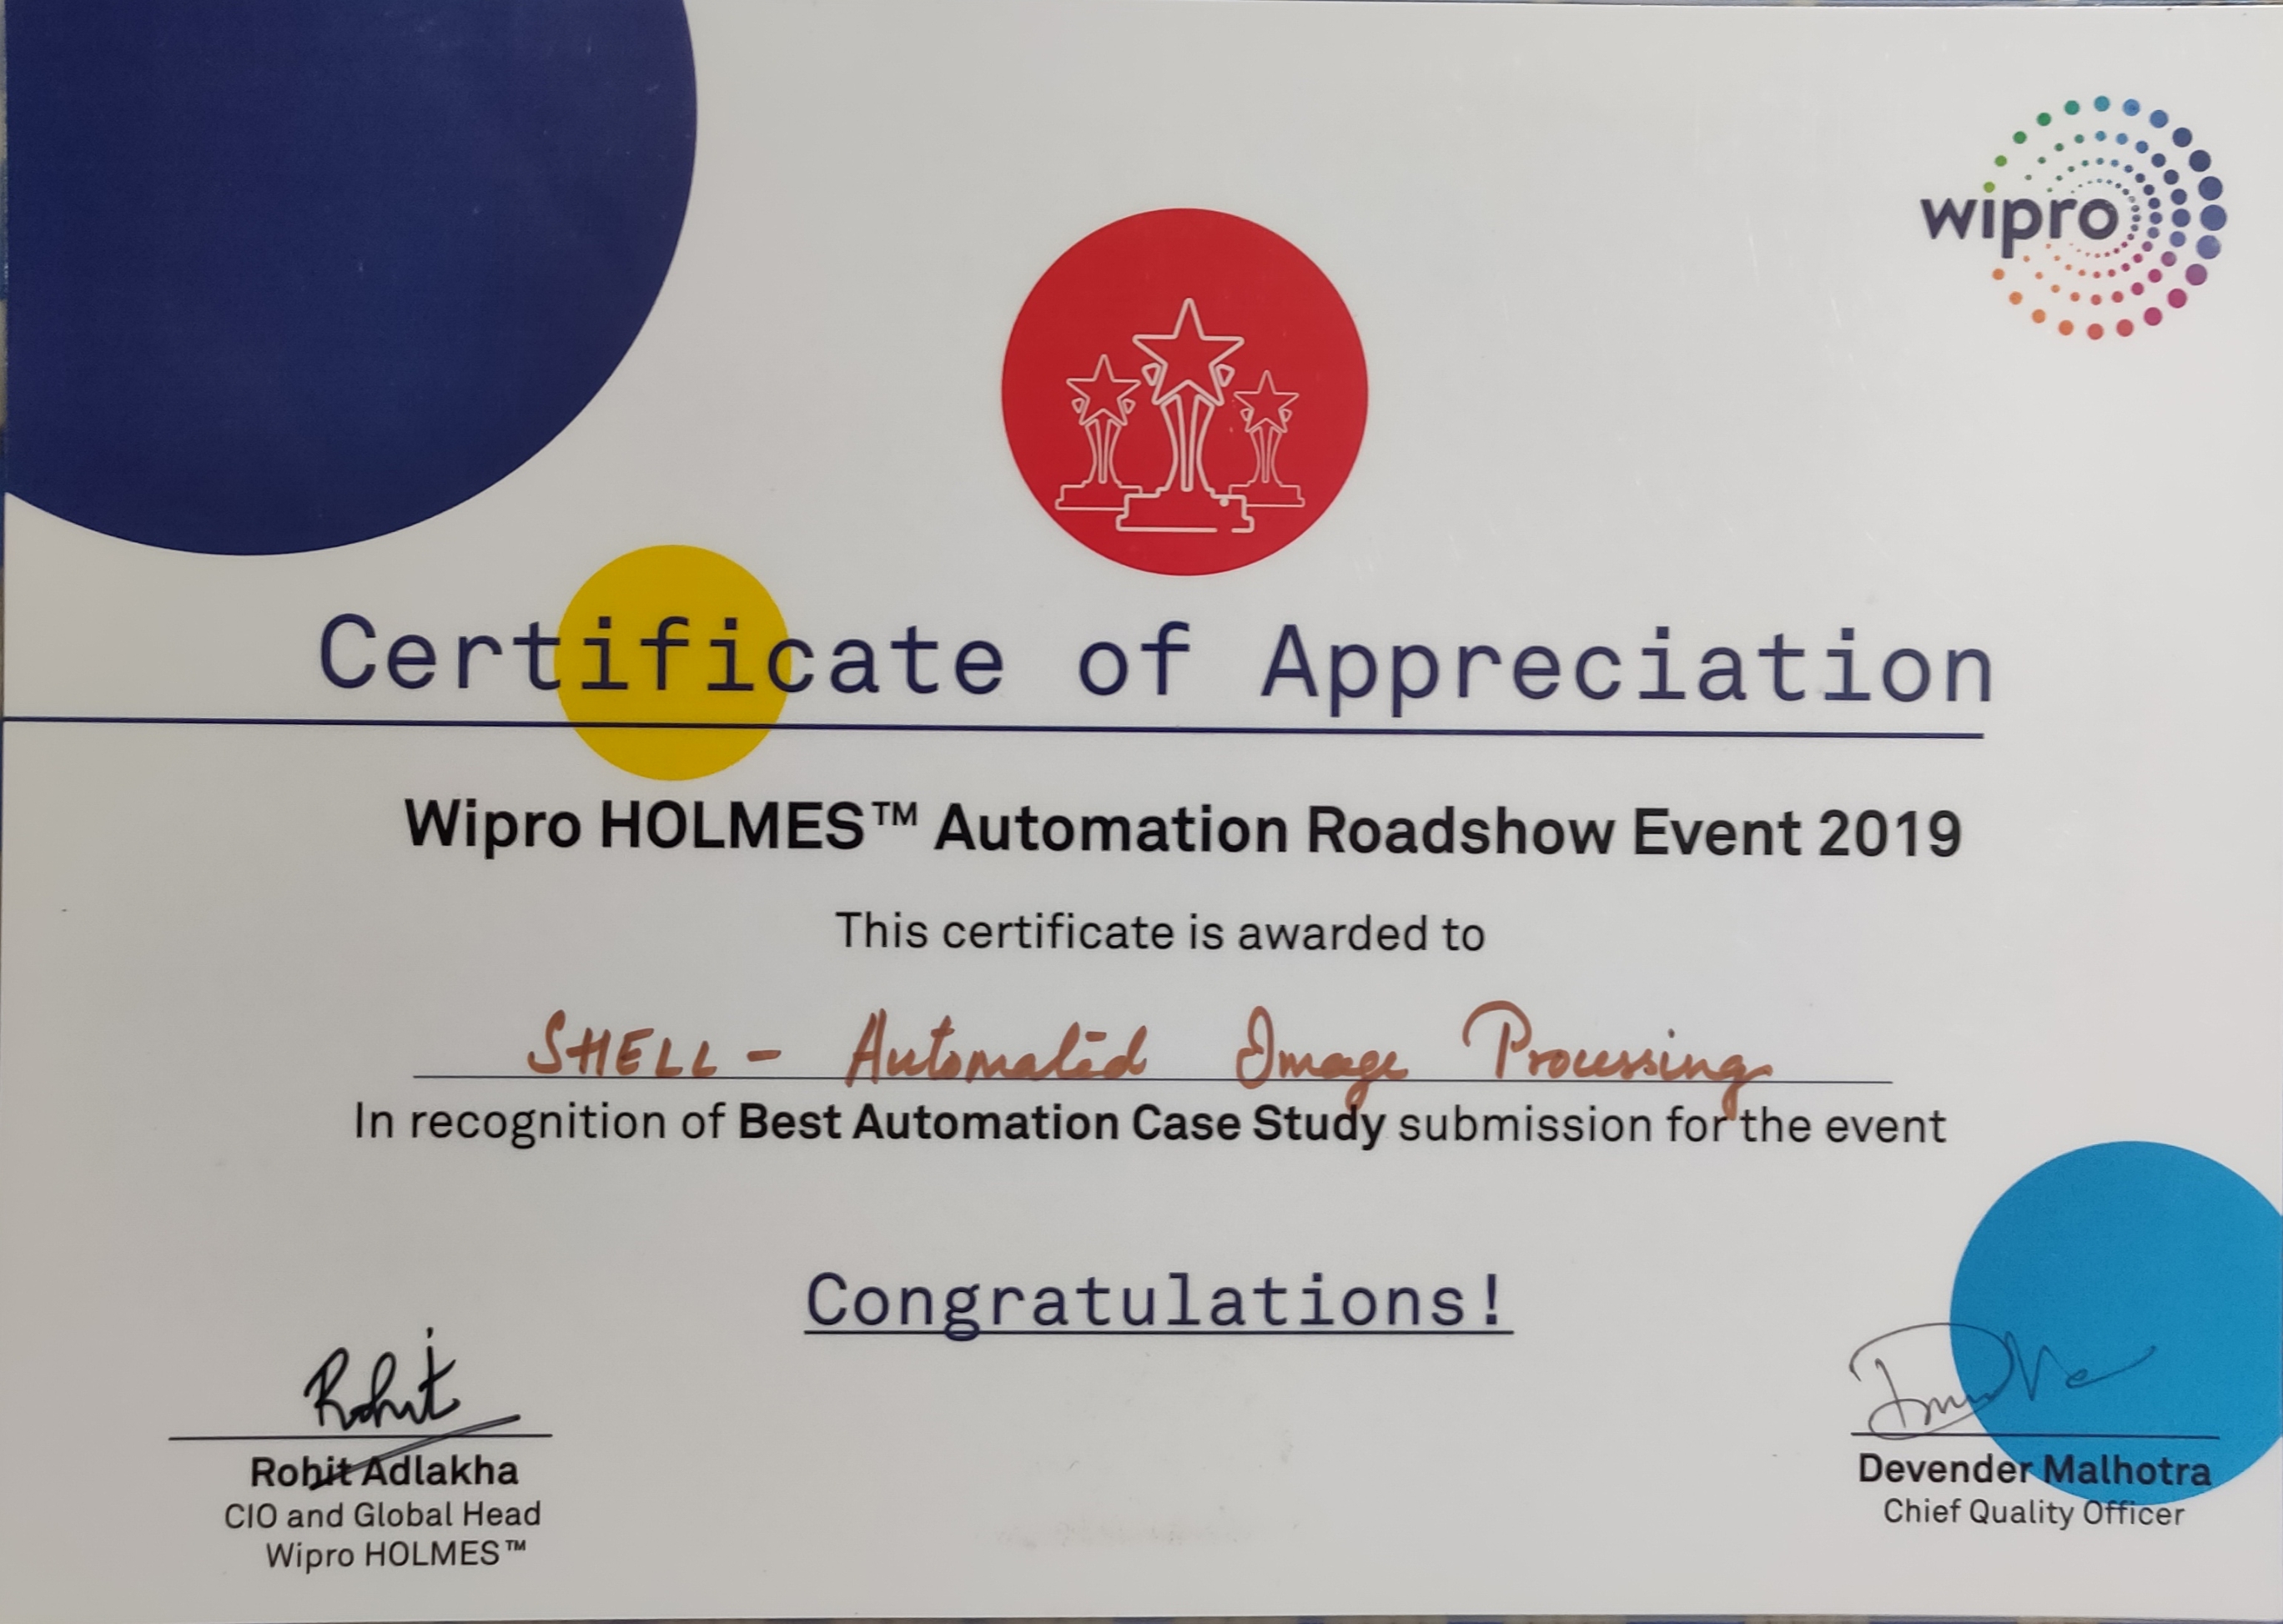 wipro
Certificate of Appreciation
Wipro HOLMES™ Automation Roadshow Event 2019
This certificate is awarded to
SHELL - Automated Image Processing
In recognition of Best Automation Case Study submission for the event
Congratulations!
Rohit
Rohit Adlakha
CIO and Global Head
Wipro HOLMES™
Devender Malhotra
Chief Quality Officer